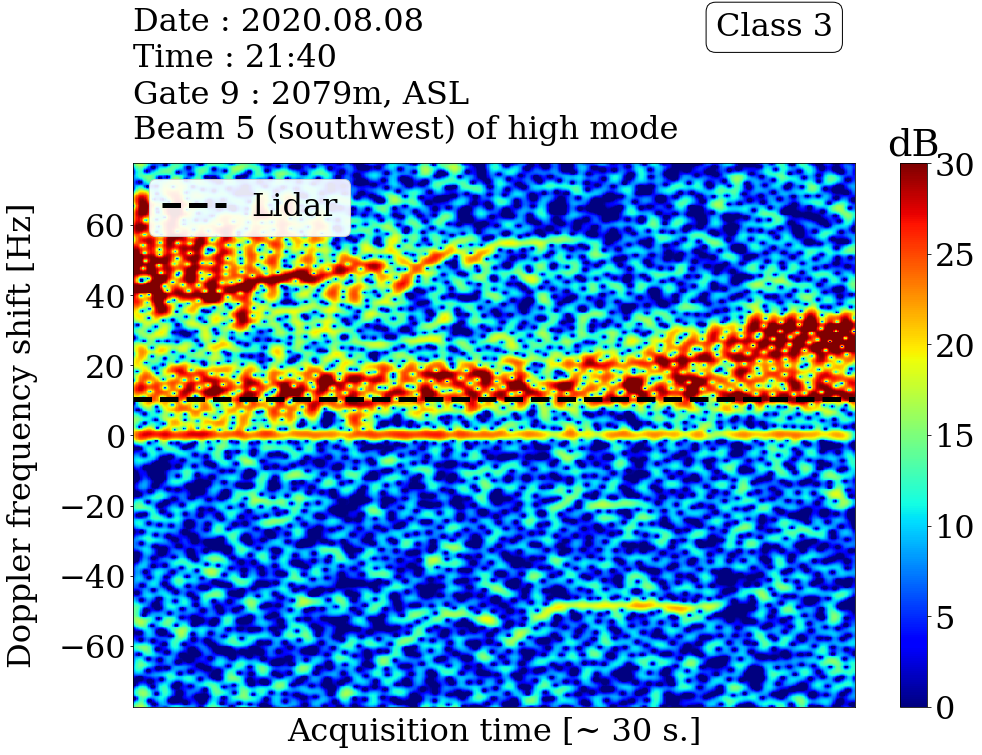 Date : 2020.08.08
Time : 21:40
Gate 9 : 2079m, ASL
Beam 5 (southwest) of high mode
Class 3
dB
Lidar
Doppler frequency shift [Hz]
60
40
20
0
−20
−40
−60
30
25
20
15
10
5
0
Acquisition time [~ 30 s.]